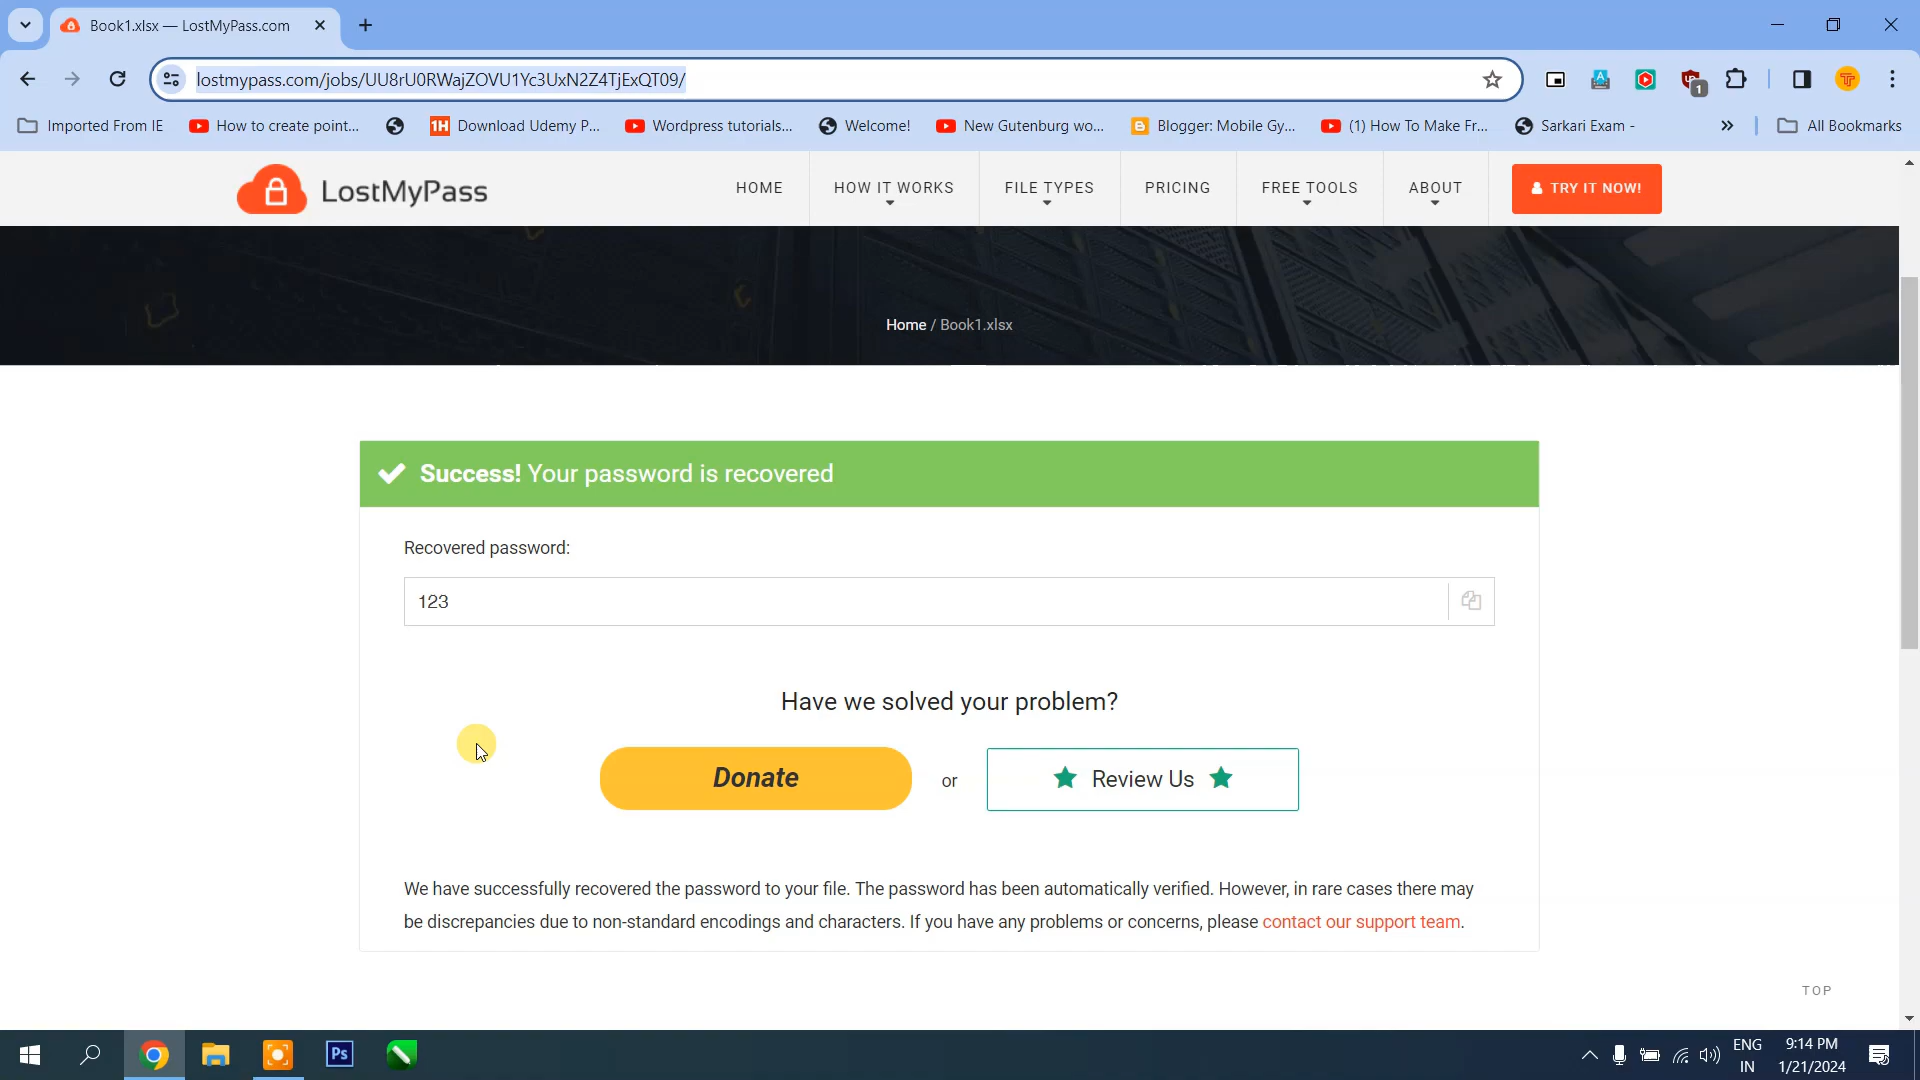 Book1.xlsx — LostMyPass.com
lostmypass.com/jobs/UU8rU0RWajZOVU1Yc3UxN2Z4TjExQT09/
1
Imported From IE
How to create point...
1H Download Udemy P...
Wordpress tutorials...
Welcome!
New Gutenburg wo...
Blogger: Mobile Gy...
(1) How To Make Fr...
Sarkari Exam -
All Bookmarks
LostMyPass
HOME
HOW IT WORKS
FILE TYPES
PRICING
FREE TOOLS
ABOUT
TRY IT NOW!
Home / Book1.xlsx
Success! Your password is recovered
Recovered password:
123
Have we solved your problem?
Donate
or
Review Us
We have successfully recovered the password to your file. The password has been automatically verified. However, in rare cases there may
be discrepancies due to non-standard encodings and characters. If you have any problems or concerns, please contact our support team.
TOP
Ps
ENG
IN
9:14 PM
1/21/2024